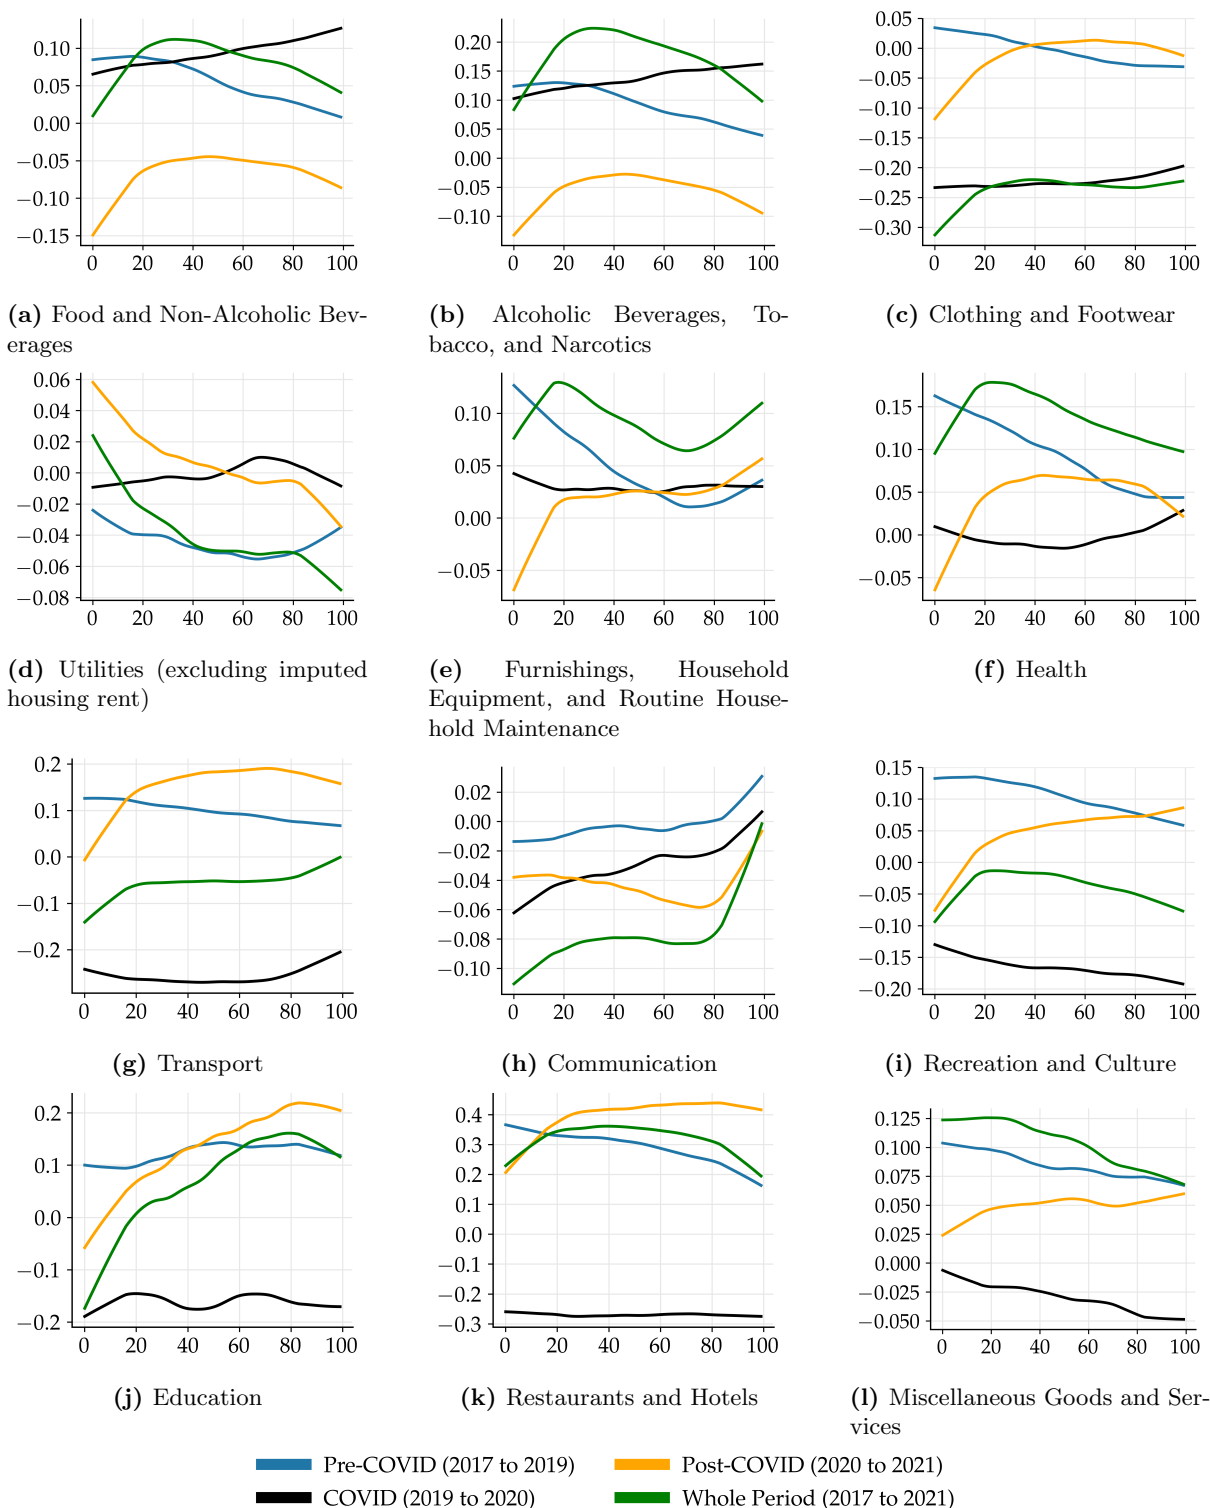 0.10
0.05
0.00
−0.05
−0.10
−0.15
0 20 40 60 80 100
(a) Food and Non-Alcoholic Bev-
erages
0.20
0.15
0.10
0.05
0.00
−0.05
−0.10
0 20 40 60 80 100
(b) Alcoholic Beverages, To-
bacco, and Narcotics
0.05
0.00
−0.05
−0.10
−0.15
−0.20
−0.25
−0.30
0 20 40 60 80 100
(c) Clothing and Footwear
0.06
0.04
0.02
0.00
−0.02
−0.04
−0.06
−0.08
0 20 40 60 80 100
(d) Utilities (excluding imputed
housing rent)
0.10
0.05
0.00
−0.05
0 20 40 60 80 100
(e) Furnishings, Household
Equipment, and Routine House-
hold Maintenance
0.15
0.10
0.05
0.00
−0.05
0 20 40 60 80 100
(f) Health
0.2
0.1
0.0
−0.1
−0.2
0 20 40 60 80 100
(g) Transport
0.02
0.00
−0.02
−0.04
−0.06
−0.08
−0.10
0 20 40 60 80 100
(h) Communication
0.15
0.10
0.05
0.00
−0.05
−0.10
−0.15
−0.20
0 20 40 60 80 100
(i) Recreation and Culture
0.2
0.1
0.0
−0.1
−0.2
0 20 40 60 80 100
(j) Education
0.4
0.3
0.2
0.1
0.0
−0.1
−0.2
−0.3
0 20 40 60 80 100
(k) Restaurants and Hotels
0.125
0.100
0.075
0.050
0.025
0.000
−0.025
−0.050
0 20 40 60 80 100
(l) Miscellaneous Goods and Ser-
vices
Pre-COVID (2017 to 2019)
Post-COVID (2020 to 2021)
COVID (2019 to 2020)
Whole Period (2017 to 2021)